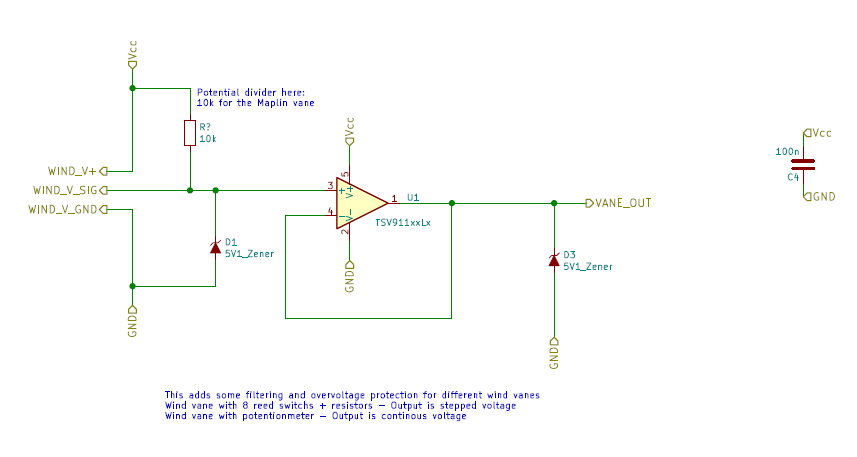 Vcc
Potential divider here:
10k for the Maplin vane
R?
10k
Vcc
Vcc
100n
C4
GND
WIND_V+
WIND_V_SIG
WIND_V_GND
5
3
+
V+
1
U1
4
-
V-
2
TSV911xxLx
VANE_OUT
D1
5V1_Zener
D3
5V1_Zener
GND
GND
GND
This adds some filtering and overvoltage protection for different wind vanes
Wind vane with 8 reed switchs + resistors - Output is stepped voltage
Wind vane with potentionmeter - Output is continous voltage